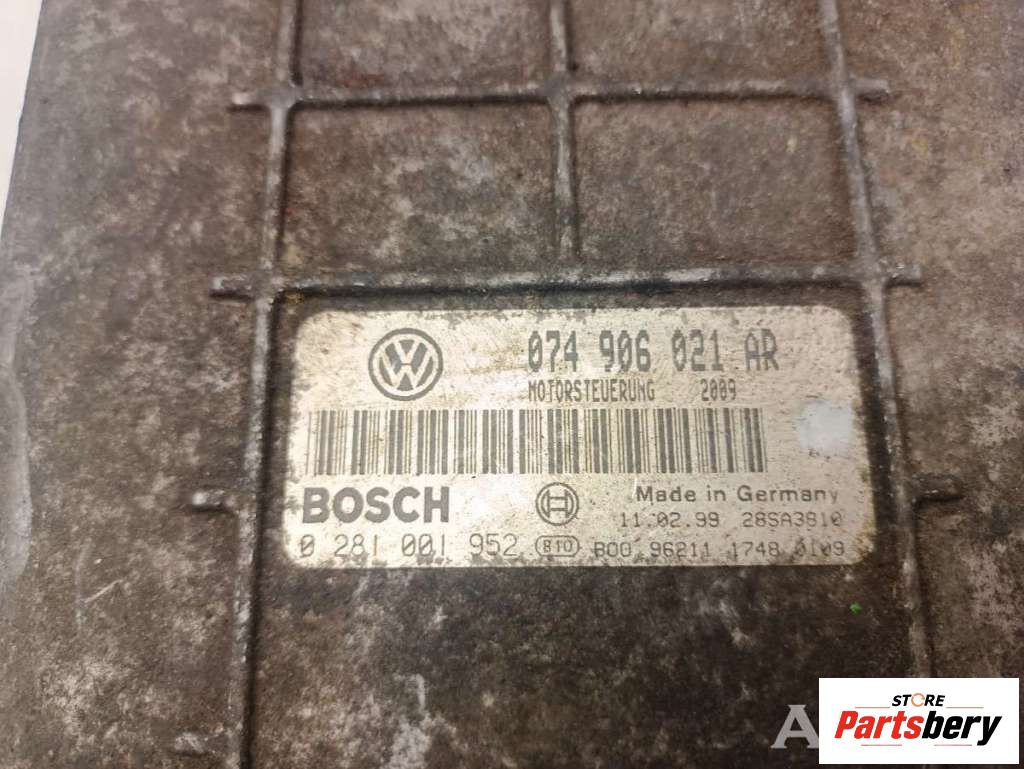 074 906 021 AR
MOTORSTEUERUNG 2009
BOSCH
Made in Germany
11.02.99 28SA3810
0 281 001 952 810 B00 96211 1748 0109
A
STORE
Partsbery